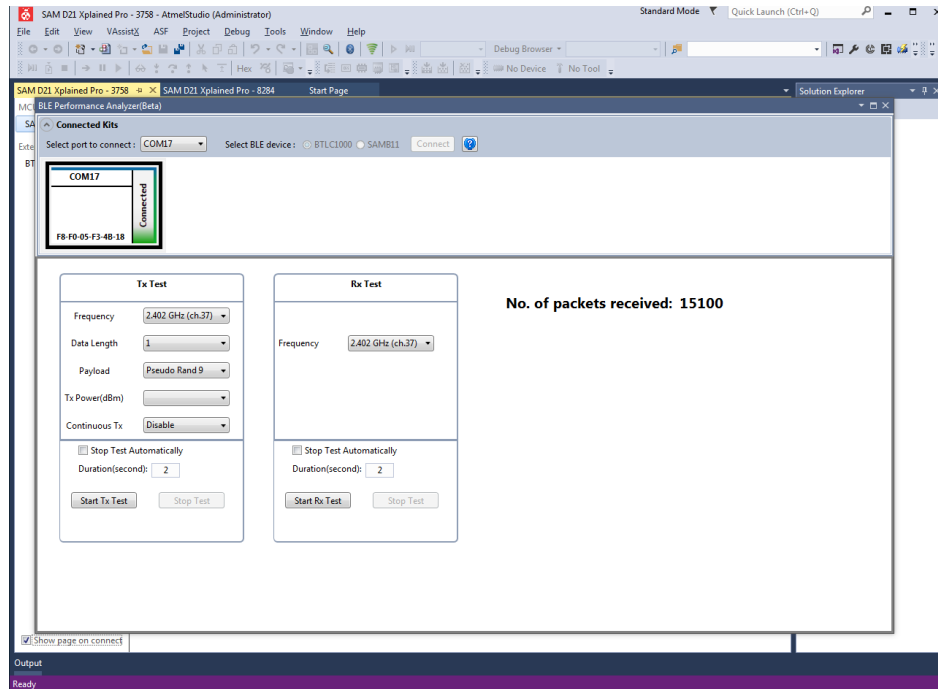 SAM D21 Xplained Pro - 3758 - AtmelStudio (Administrator)
Standard Mode
Quick Launch (Ctrl+Q)
File Edit View VAssistX ASF Project Debug Tools Window Help
Debug Browser
Hex
No Device
No Tool
SAM D21 Xplained Pro - 3758
SAM D21 Xplained Pro - 8284
Start Page
Solution Explorer
BLE Performance Analyzer(Beta)
Connected Kits
Select port to connect : COM17
Select BLE device : BTLC1000 SAMB11 Connect
COM17
Connected
F8-F0-05-F3-4B-18
Tx Test
Frequency 2.402 GHz (ch.37)
Data Length 1
Payload Pseudo Rand 9
Tx Power(dBm)
Continuous Tx Disable
Stop Test Automatically
Duration(second): 2
Start Tx Test Stop Test
Rx Test
Frequency 2.402 GHz (ch.37)
Stop Test Automatically
Duration(second): 2
Start Rx Test Stop Test
No. of packets received: 15100
Show page on connect
Output
Ready